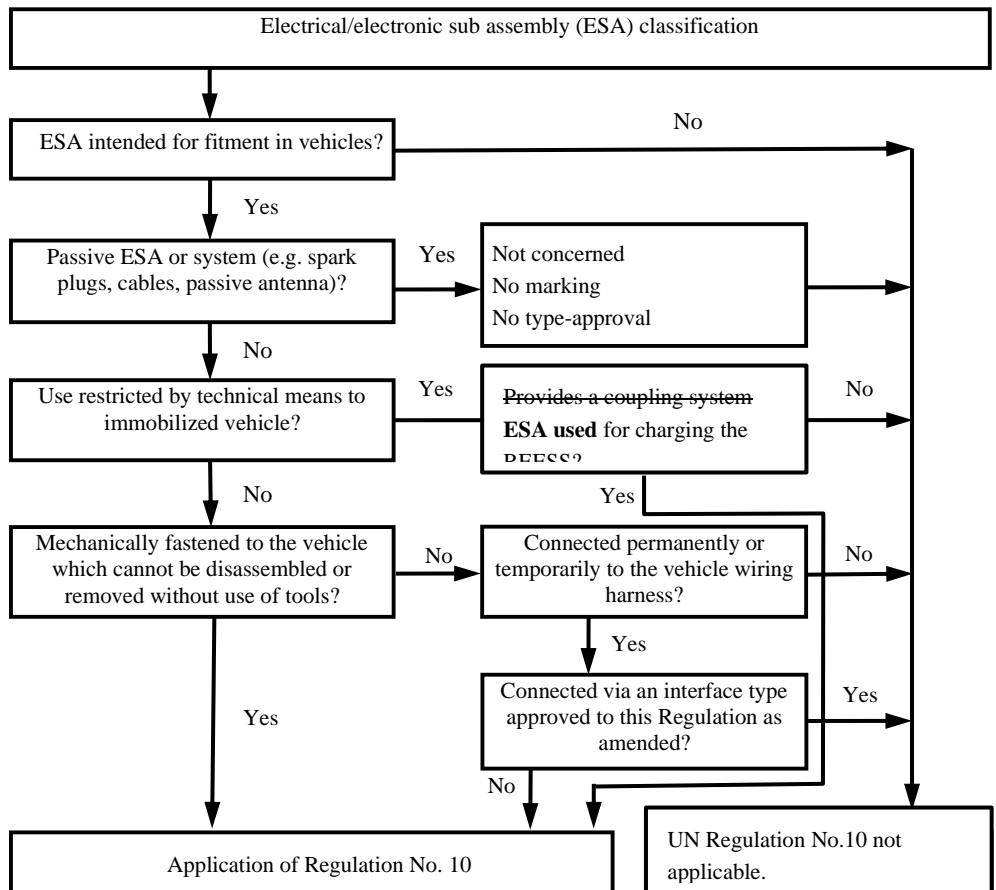 Electrical/electronic sub assembly (ESA) classification
ESA intended for fitment in vehicles?
No
Yes
Passive ESA or system (e.g. spark
plugs, cables, passive antenna)?
Yes
Not concerned
No marking
No type-approval
No
Use restricted by technical means to
immobilized vehicle?
Yes
Provides a coupling system
ESA used for charging the
REESS?
No
No
Yes
Mechanically fastened to the vehicle
which cannot be disassembled or
removed without use of tools?
No
Connected permanently or
temporarily to the vehicle wiring
harness?
No
Yes
Connected via an interface type
approved to this Regulation as
amended?
Yes
Yes
No
Application of Regulation No. 10
UN Regulation No.10 not
applicable.